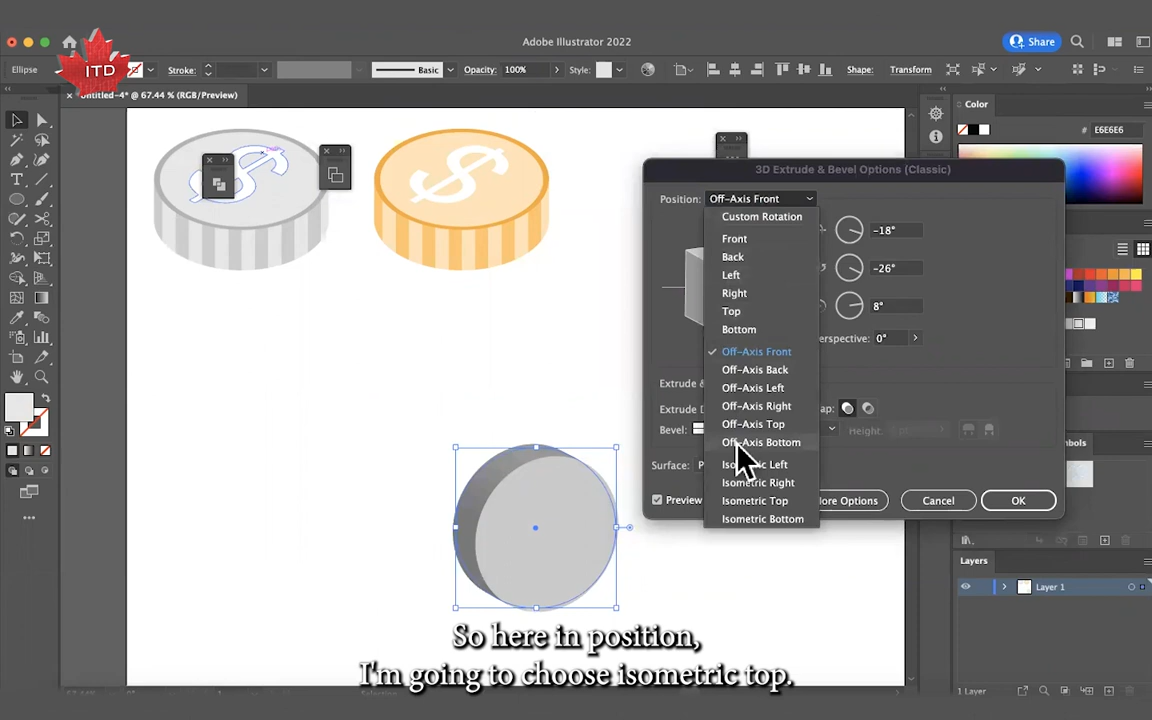 Adobe Illustrator 2022
Share
ITD
Ellipse
Stroke:
Basic
Opacity:
100%
Style:
Shape:
Transform
Untitled-4* @ 67.44 % (RGB/Preview)
Color
# E6E6E6
3D Extrude & Bevel Options (Classic)
Position:
Off-Axis Front
Custom Rotation
Front
Back
Left
Right
Top
Bottom
Off-Axis Front
Off-Axis Back
Off-Axis Left
Off-Axis Right
Off-Axis Top
Off-Axis Bottom
Isometric Right
Isometric Top
Isometric Bottom
-18°
-26°
8°
erspective:
0°
Extrude &
Extrude D
ap:
Bevel:
Height:
Surface:
P
Preview
ore Options
Cancel
OK
mbols
Layers
Layer 1
1 Layer
So here in position,
I'm going to choose isometric top.